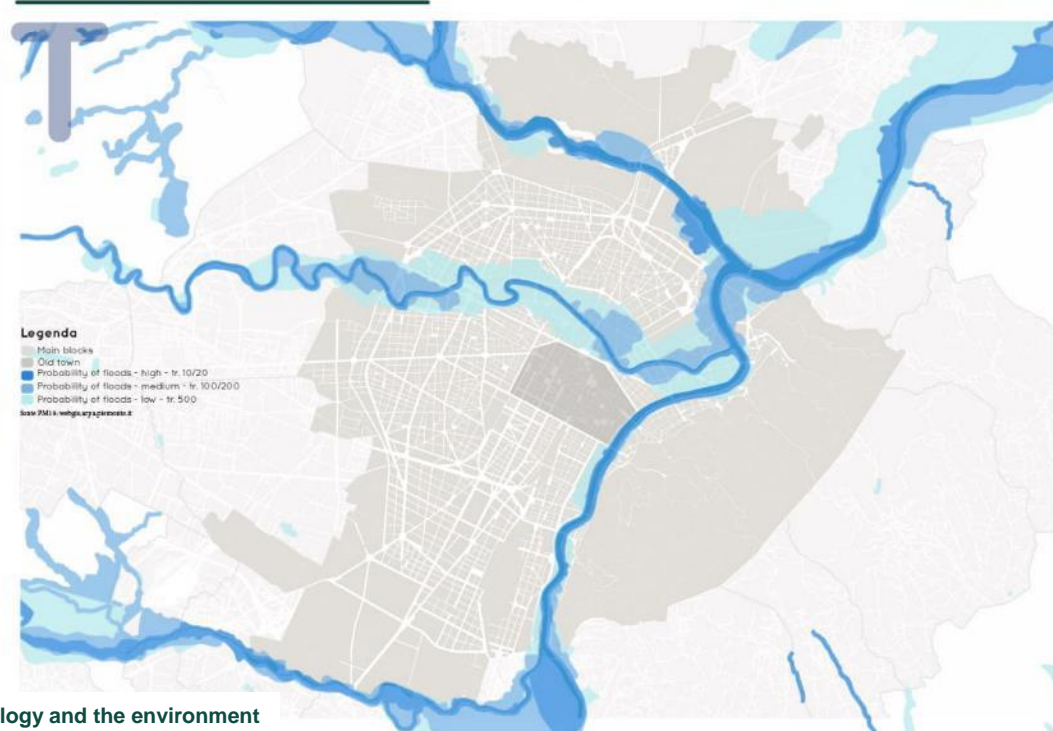 T
Legenda
Main blocks
Old town
Probability of floods - high - tr. 10/20
Probability of floods - medium - tr. 100/200
Probability of floods - low - tr. 500
logy and the environment